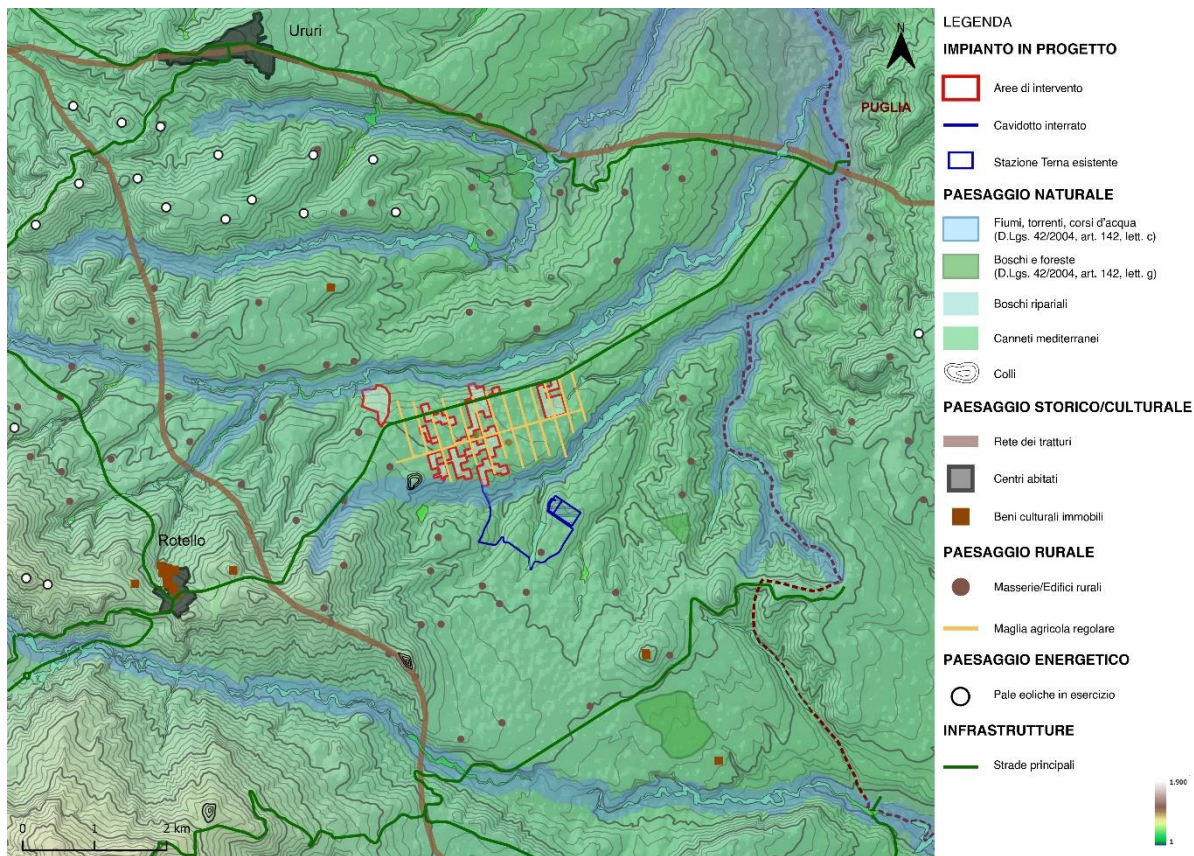 Ururi
N
PUGLIA
Rotello
0 1 2 km
LEGENDA
IMPIANTO IN PROGETTO
Aree di intervento
Cavidotto interrato
Stazione Terna esistente
PAESAGGIO NATURALE
Fiumi, torrenti, corsi d'acqua
(D.Lgs. 42/2004, art. 142, lett. c)
Boschi e foreste
(D.Lgs. 42/2004, art. 142, lett. g)
Boschi ripariali
Canneti mediterranei
Colli
PAESAGGIO STORICO/CULTURALE
Rete dei tratturi
Centri abitati
Beni culturali immobili
PAESAGGIO RURALE
Masserie/Edifici rurali
Maglia agricola regolare
PAESAGGIO ENERGETICO
Pale eoliche in esercizio
INFRASTRUTTURE
Strade principali
1.900
1